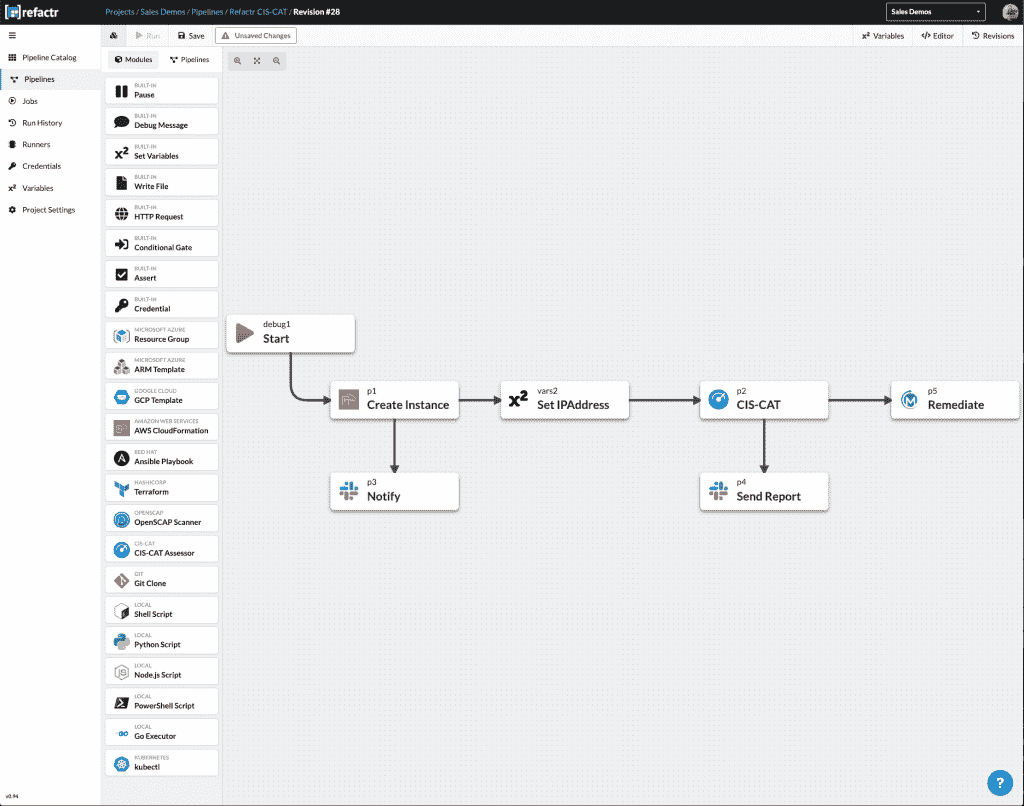 refactr
Projects / Sales Demos / Pipelines / Refactr CIS-CAT / Revision #28
Sales Demos
Run
Save
Unsaved Changes
x² Variables
</> Editor
Revisions
Pipeline Catalog
Pipelines
Jobs
Run History
Runners
Credentials
x² Variables
Project Settings
v0.94
Modules
Pipelines
BUILT-IN
Pause
BUILT-IN
Debug Message
x²
BUILT-IN
Set Variables
BUILT-IN
Write File
BUILT-IN
HTTP Request
BUILT-IN
Conditional Gate
BUILT-IN
Assert
BUILT-IN
Credential
MICROSOFT AZURE
Resource Group
MICROSOFT AZURE
ARM Template
GOOGLE CLOUD
GCP Template
AMAZON WEB SERVICES
AWS CloudFormation
RED HAT
Ansible Playbook
HASHICORP
Terraform
OPENSCAP
OpenSCAP Scanner
CIS-CAT
CIS-CAT Assessor
GIT
Git Clone
LOCAL
Shell Script
LOCAL
Python Script
LOCAL
Node.js Script
LOCAL
PowerShell Script
LOCAL
Go Executor
KUBERNETES
kubectl
debug1
Start
p1
Create Instance
x²
vars2
Set IPAddress
p2
CIS-CAT
p5
Remediate
p3
Notify
p4
Send Report
?